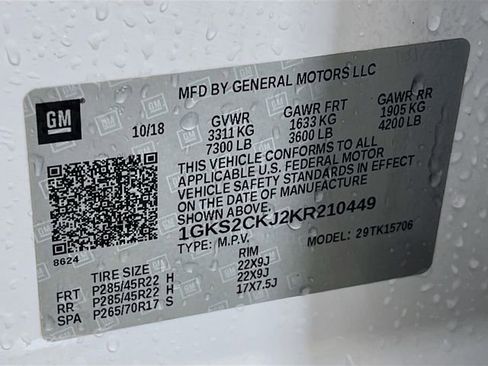 MFD BY GENERAL MOTORS LLC
GM
10/18 GVWR GAWR FRT GAWR RR
3311 KG 1633 KG 1905 KG
7300 LB 3600 LB 4200 LB
THIS VEHICLE CONFORMS TO ALL
APPLICABLE U.S. FEDERAL MOTOR
VEHICLE SAFETY STANDARDS IN EFFECT
ON THE DATE OF MANUFACTURE
SHOWN ABOVE.
1GKS2CKJ2KR210449
TYPE: M.P.V. MODEL: 29TK15706
8624
TIRE SIZE RIM
FRT P285/45R22 H 22X9J
RR P285/45R22 H 22X9J
SPA P265/70R17 S 17X7.5J